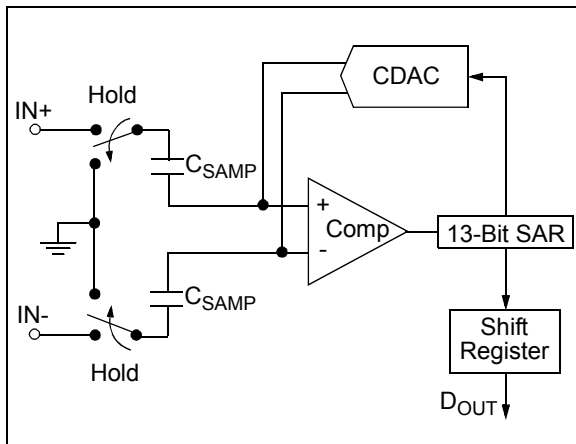 CDAC
Hold
IN+
CSAMP
+
Comp
-
13-Bit SAR
CSAMP
IN-
Hold
Shift
Register
DOUT